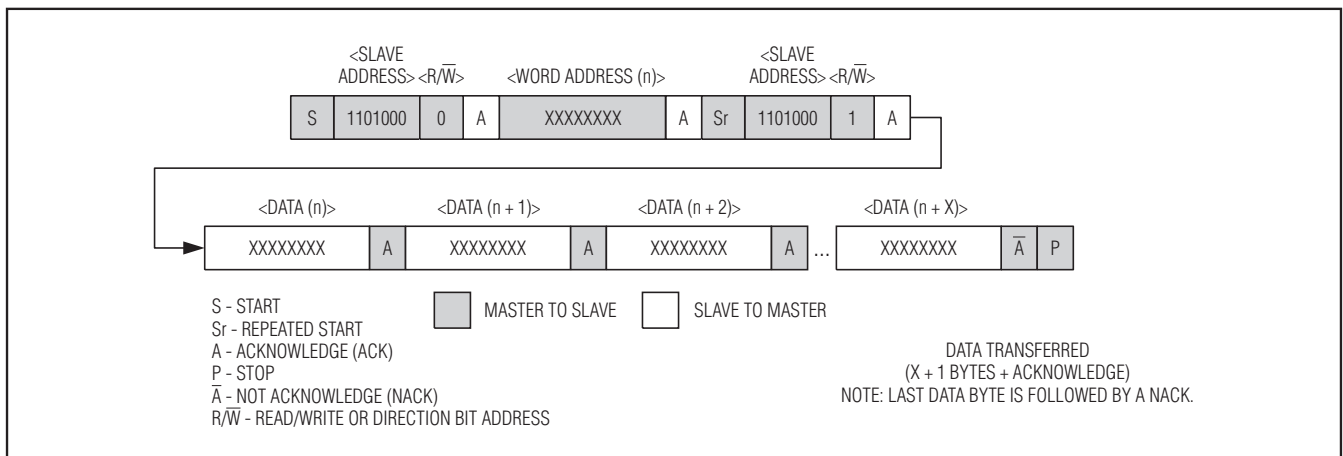 <SLAVE
ADDRESS> <R/W̅> <WORD ADDRESS (n)> <SLAVE
ADDRESS> <R/W̅>
S 1101000 0 A XXXXXXXX A Sr 1101000 1 A
<DATA (n)> <DATA (n + 1)> <DATA (n + 2)> <DATA (n + X)>
XXXXXXXX A XXXXXXXX A XXXXXXXX A ... XXXXXXXX A̅ P
S - START
Sr - REPEATED START
A - ACKNOWLEDGE (ACK)
P - STOP
A̅ - NOT ACKNOWLEDGE (NACK)
R/W̅ - READ/WRITE OR DIRECTION BIT ADDRESS
MASTER TO SLAVE SLAVE TO MASTER
DATA TRANSFERRED
(X + 1 BYTES + ACKNOWLEDGE)
NOTE: LAST DATA BYTE IS FOLLOWED BY A NACK.